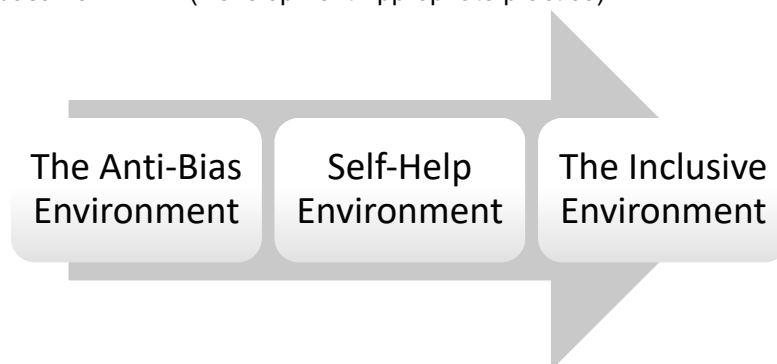 The Anti-Bias
Environment
Self-Help
Environment
The Inclusive
Environment